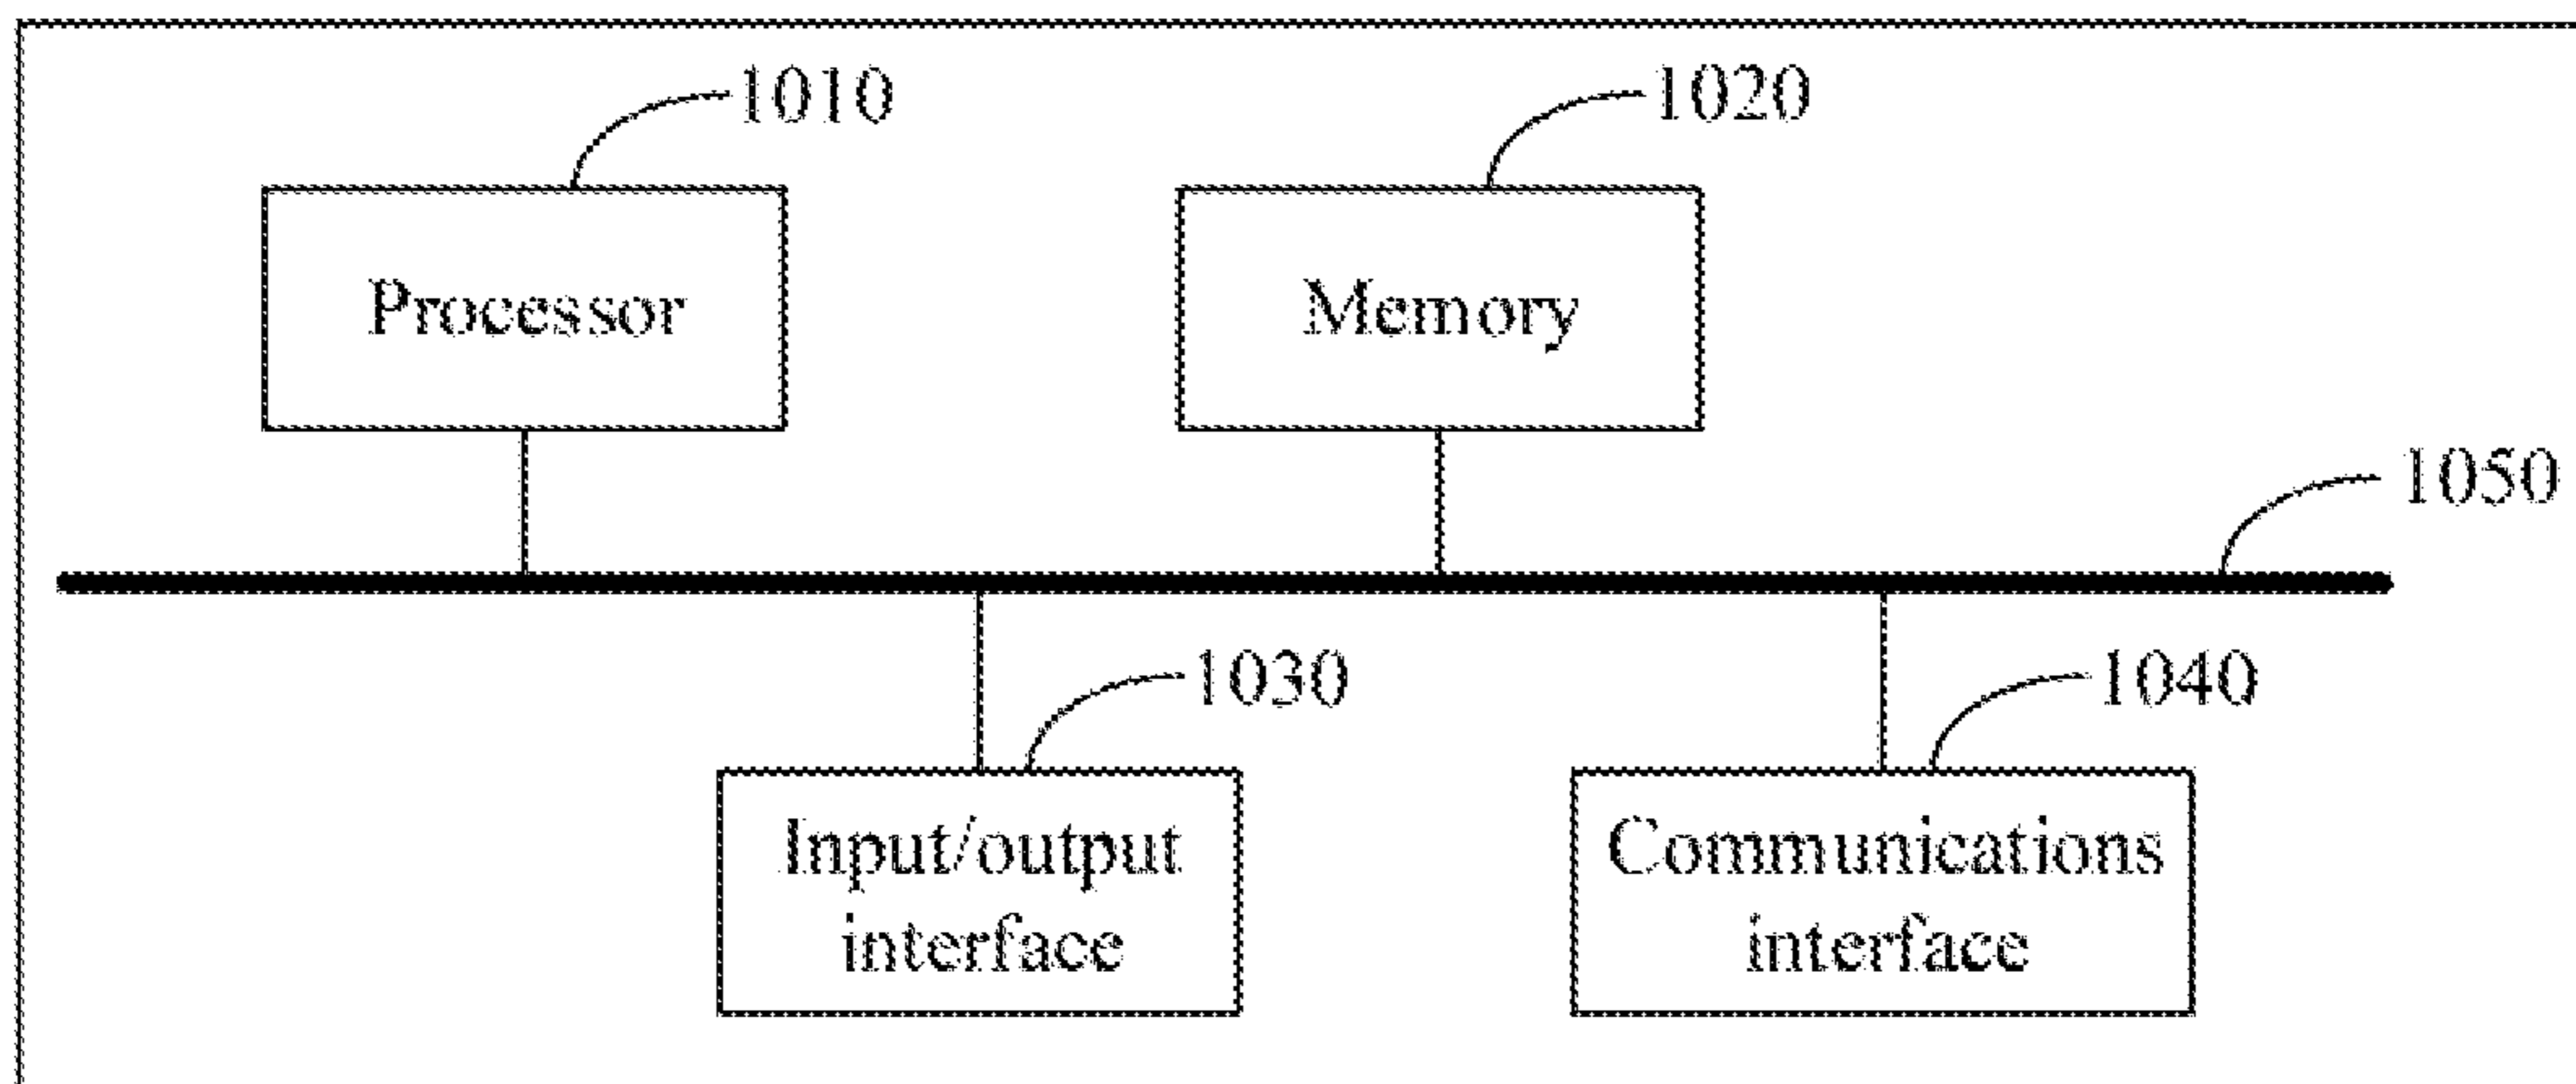 1010
1020
Processor
Memory
1050
1030
1040
Input/output
interface
Communications
interface